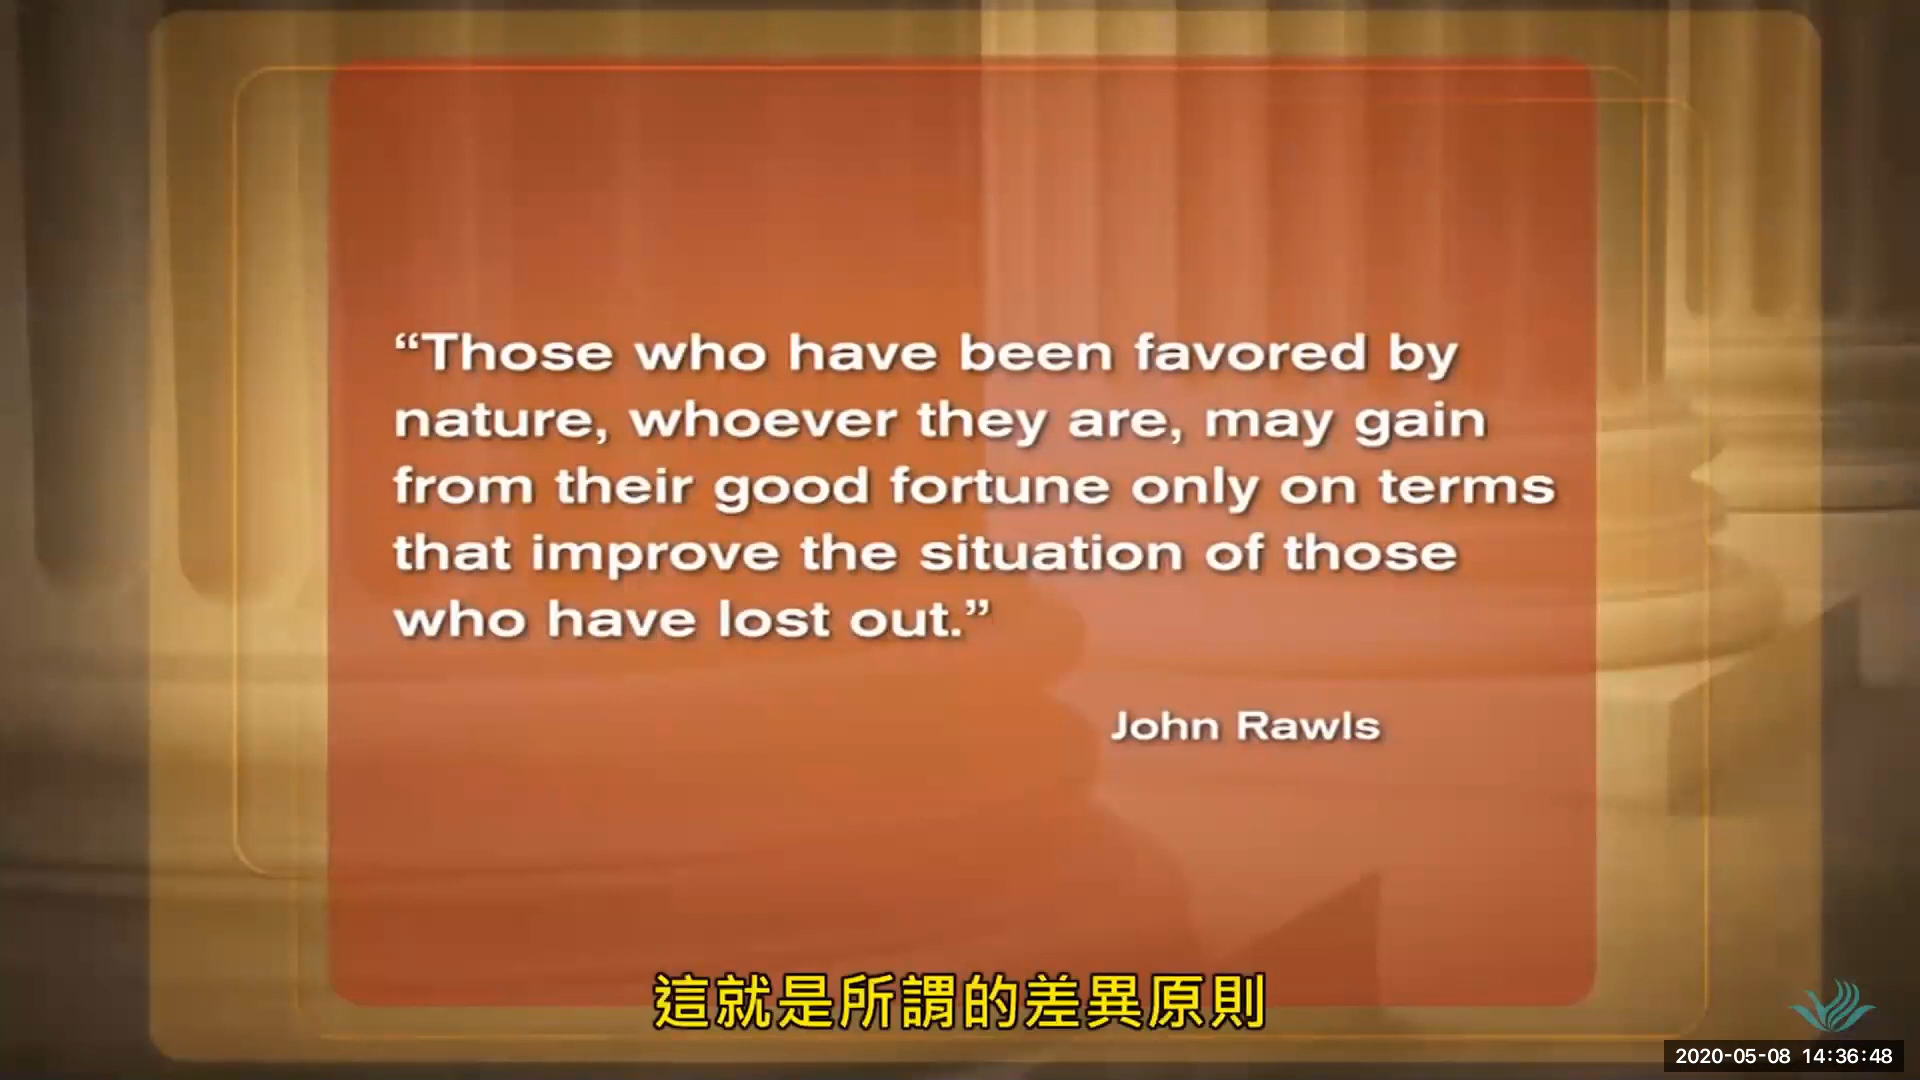 “Those who have been favored by
nature, whoever they are, may gain
from their good fortune only on terms
that improve the situation of those
who have lost out.”
John Rawls
這就是所謂的差異原則
2020-05-08 14:36:48